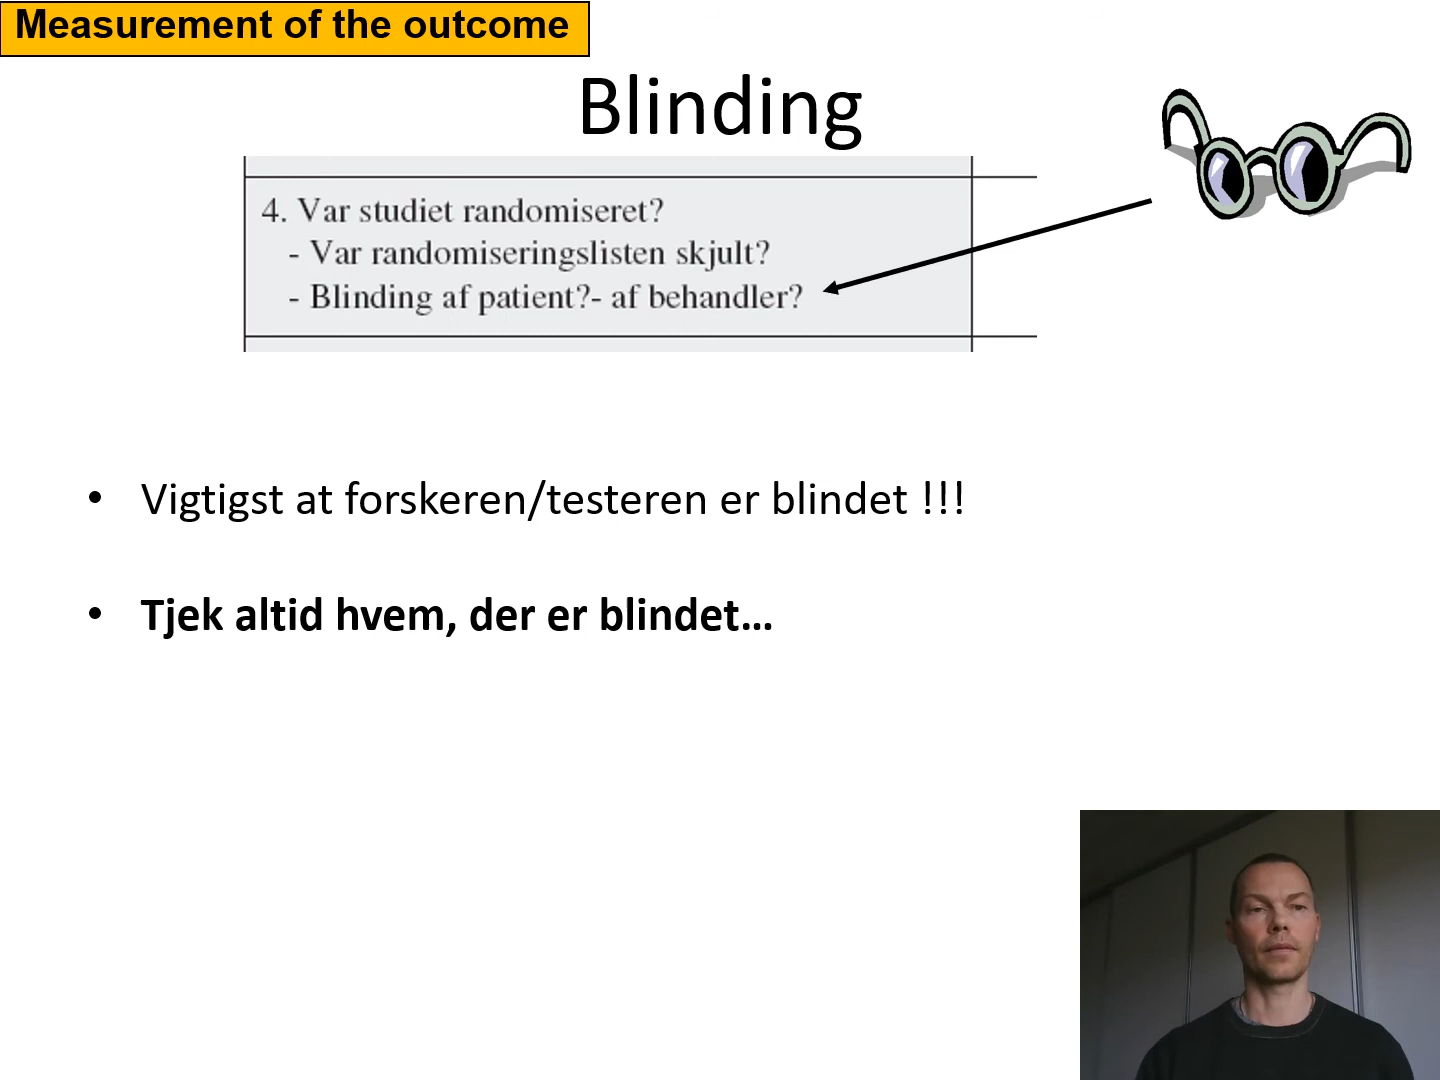 Measurement of the outcome
Blinding
4. Var studiet randomiseret?
- Var randomiseringslisten skjult?
- Blinding af patient?- af behandler?
• Vigtigst at forskeren/testeren er blindet !!!
• Tjek altid hvem, der er blindet...